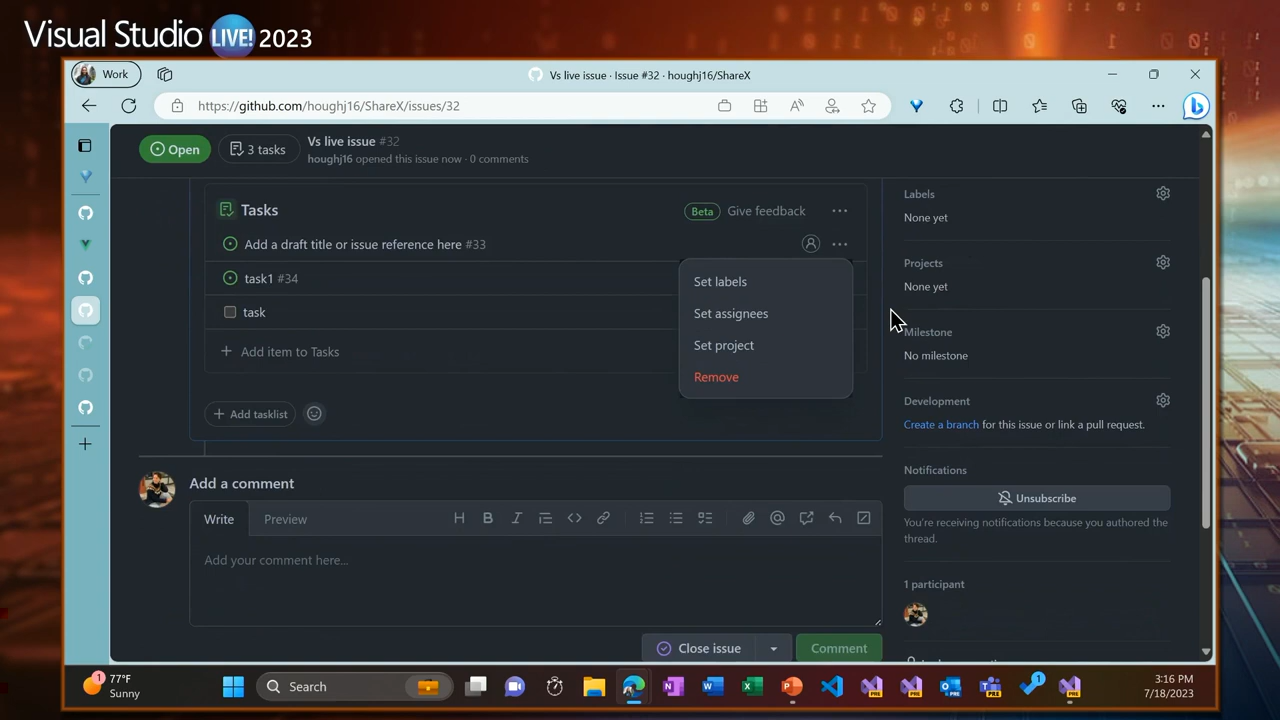 Visual Studio LIVE! 2023
Work
Vs live issue · Issue #32 · houghj16/ShareX
https://github.com/houghj16/ShareX/issues/32
Open
3 tasks
Vs live issue #32
houghj16 opened this issue now · 0 comments
Tasks
Beta
Give feedback
Add a draft title or issue reference here #33
task1 #34
task
Add item to Tasks
Set labels
Set assignees
Set project
Remove
Add tasklist
Labels
None yet
Projects
None yet
Milestone
No milestone
Development
Create a branch for this issue or link a pull request.
Notifications
Unsubscribe
You're receiving notifications because you authored the
thread.
1 participant
Add a comment
Write
Preview
Add your comment here...
Close issue
Comment
1
77°F
Sunny
Search
3:16 PM
7/18/2023